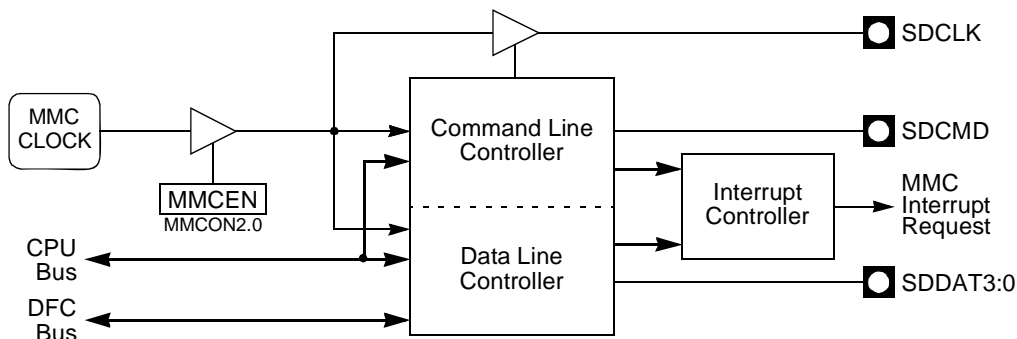 SDCLK
MMC
CLOCK
Command Line
Controller
SDCMD
MMCEN
MMCON2.0
Interrupt
Controller
MMC
Interrupt
Request
CPU
Bus
Data Line
Controller
SDDAT3:0
DFC
Bus